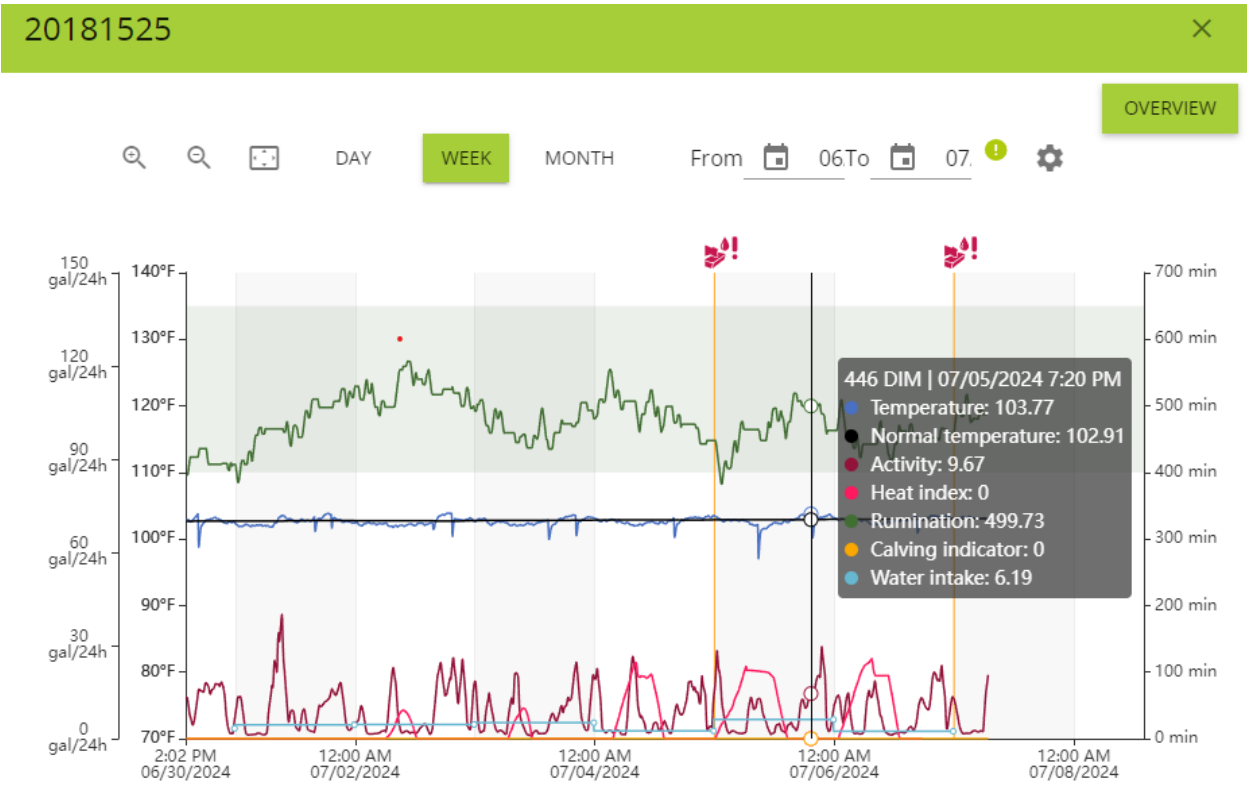 20181525
OVERVIEW
DAY WEEK MONTH From 06. To 07.
150 gal/24h
120 gal/24h
90 gal/24h
60 gal/24h
30 gal/24h
0 gal/24h
140°F
130°F
120°F
110°F
100°F
90°F
80°F
70°F
700 min
600 min
500 min
400 min
300 min
200 min
100 min
0 min
446 DIM | 07/05/2024 7:20 PM
Temperature: 103.77
Normal temperature: 102.91
Activity: 9.67
Heat index: 0
Rumination: 499.73
Calving indicator: 0
Water intake: 6.19
2:02 PM
06/30/2024
12:00 AM
07/02/2024
12:00 AM
07/04/2024
12:00 AM
07/06/2024
12:00 AM
07/08/2024